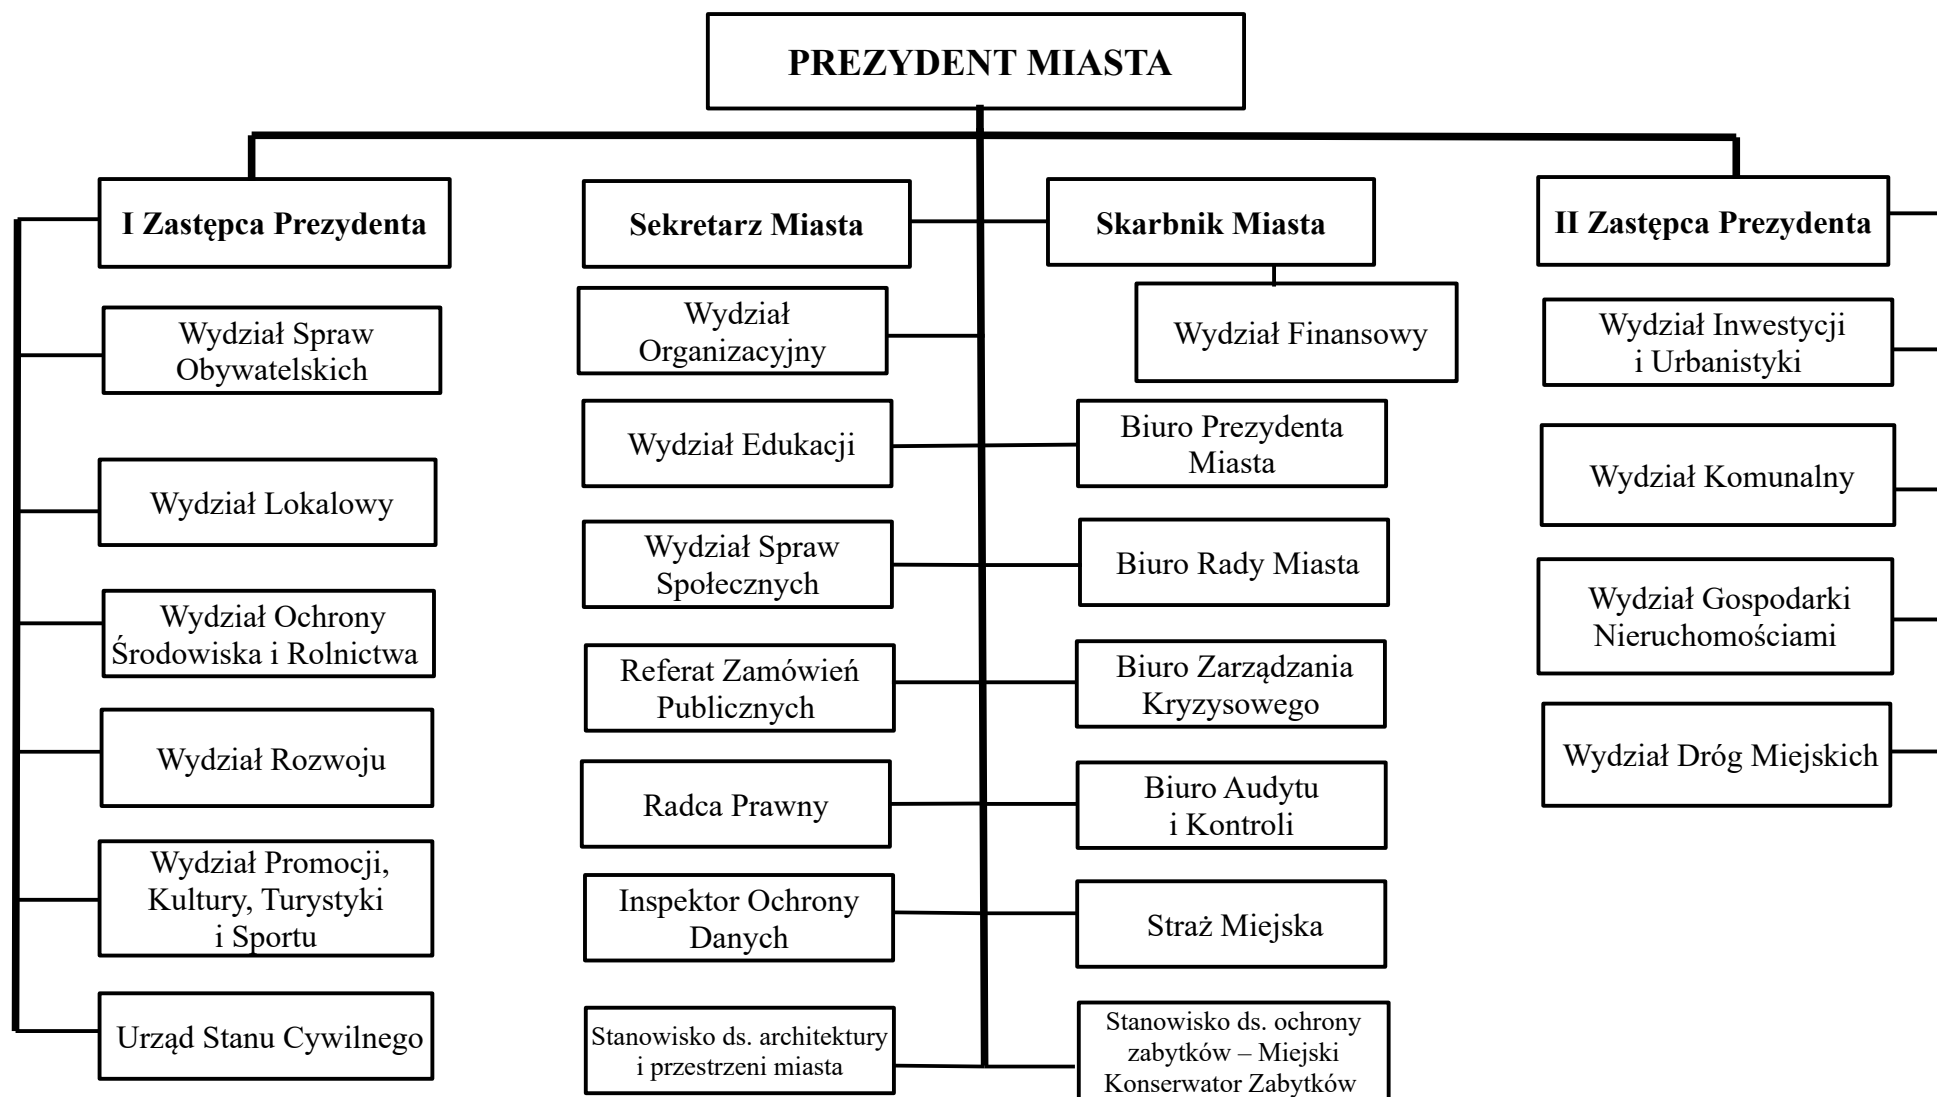 PREZYDENT MIASTA
I Zastępca Prezydenta
Sekretarz Miasta
Skarbnik Miasta
II Zastępca Prezydenta
Wydział Spraw
Obywatelskich
Wydział Lokalowy
Wydział Ochrony
Środowiska i Rolnictwa
Wydział Rozwoju
Wydział Promocji,
Kultury, Turystyki
i Sportu
Urząd Stanu Cywilnego
Wydział
Organizacyjny
Wydział Edukacji
Wydział Spraw
Społecznych
Referat Zamówień
Publicznych
Radca Prawny
Inspektor Ochrony
Danych
Stanowisko ds. architektury
i przestrzeni miasta
Wydział Finansowy
Biuro Prezydenta
Miasta
Biuro Rady Miasta
Biuro Zarządzania
Kryzysowego
Biuro Audytu
i Kontroli
Straż Miejska
Stanowisko ds. ochrony
zabytków – Miejski
Konserwator Zabytków
Wydział Inwestycji
i Urbanistyki
Wydział Komunalny
Wydział Gospodarki
Nieruchomościami
Wydział Dróg Miejskich